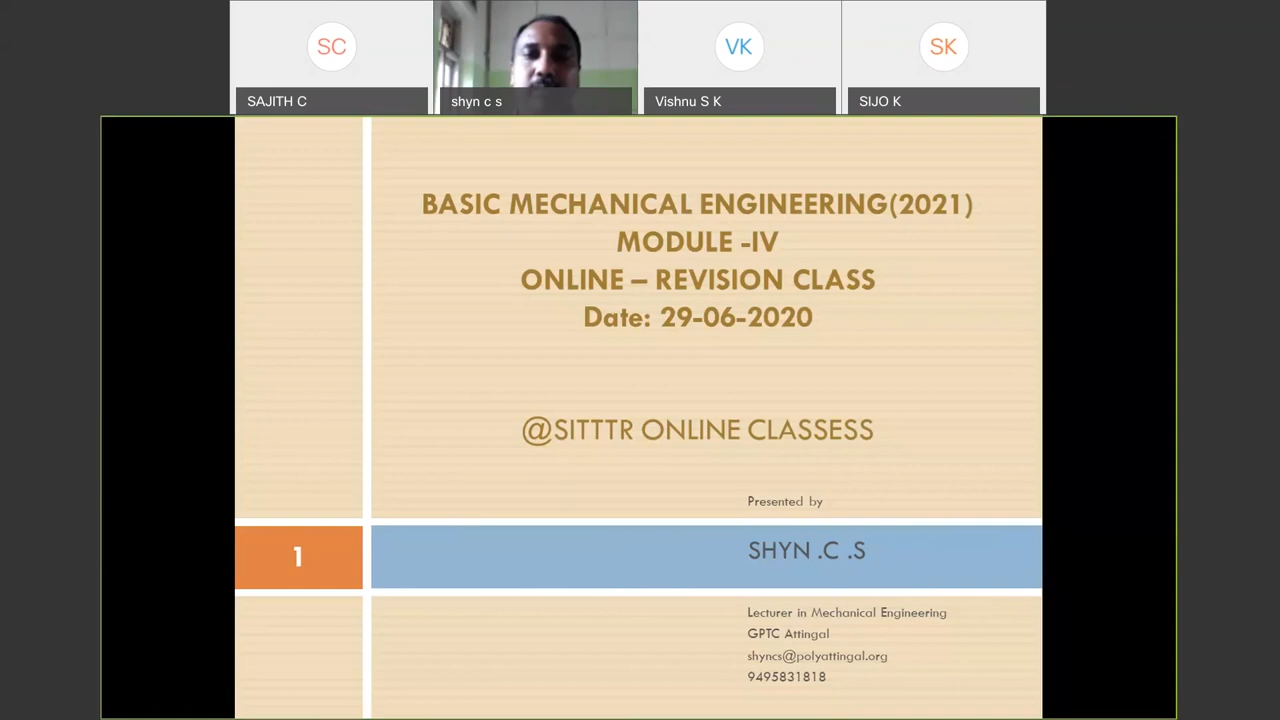 SC
VK
SK
SAJITH C
shyn c s
Vishnu S K
SIJO K
BASIC MECHANICAL ENGINEERING(2021)
MODULE -IV
ONLINE – REVISION CLASS
Date: 29-06-2020
@SITTTR ONLINE CLASSESS
Presented by
1
SHYN .C .S
Lecturer in Mechanical Engineering
GPTC Attingal
shyncs@polyattingal.org
9495831818